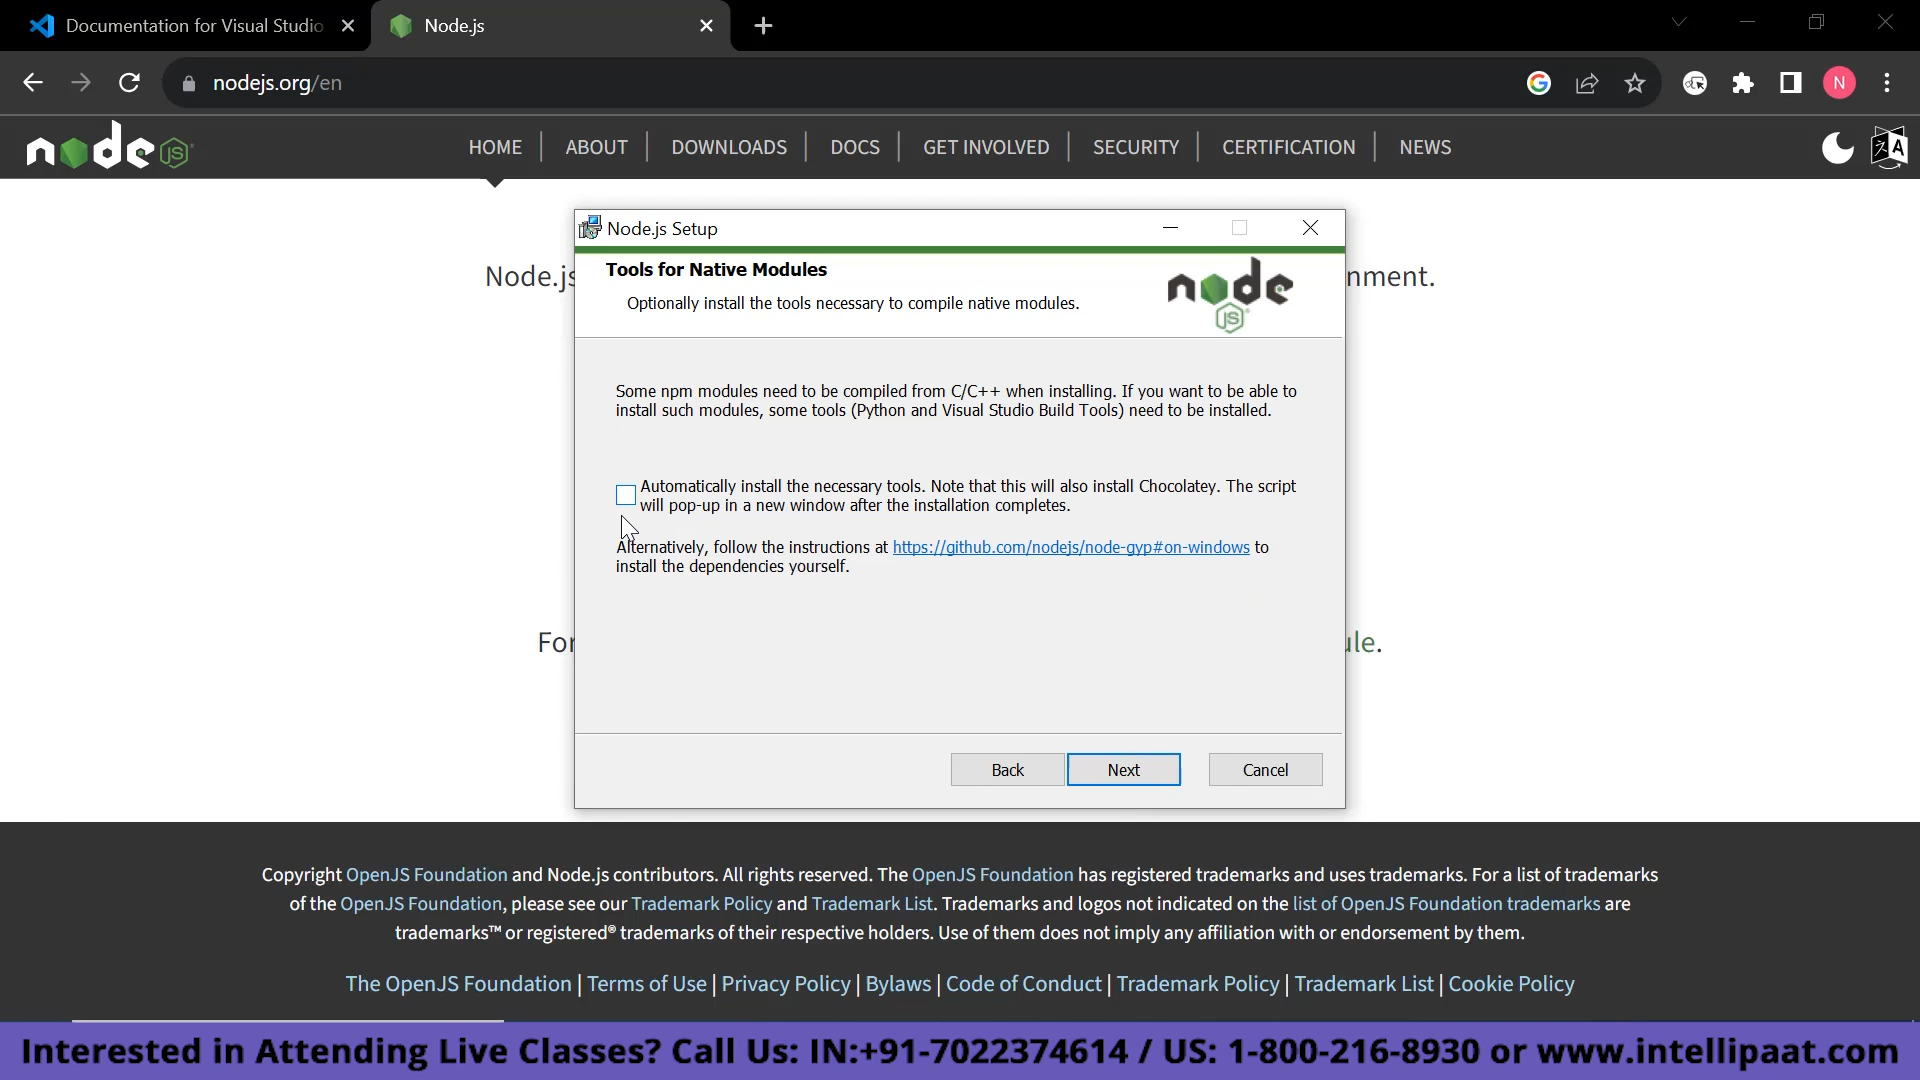 Documentation for Visual Studio
Node.js
nodejs.org/en
N
node JS
HOME
ABOUT
DOWNLOADS
DOCS
GET INVOLVED
SECURITY
CERTIFICATION
NEWS
Node.js Setup
Tools for Native Modules
Optionally install the tools necessary to compile native modules.
node JS
Node.js
nment.
Some npm modules need to be compiled from C/C++ when installing. If you want to be able to
install such modules, some tools (Python and Visual Studio Build Tools) need to be installed.
Automatically install the necessary tools. Note that this will also install Chocolatey. The script
will pop-up in a new window after the installation completes.
Alternatively, follow the instructions at https://github.com/nodejs/node-gyp#on-windows to
install the dependencies yourself.
For
ule.
Back
Next
Cancel
Copyright OpenJS Foundation and Node.js contributors. All rights reserved. The OpenJS Foundation has registered trademarks and uses trademarks. For a list of trademarks
of the OpenJS Foundation, please see our Trademark Policy and Trademark List. Trademarks and logos not indicated on the list of OpenJS Foundation trademarks are
trademarks™ or registered® trademarks of their respective holders. Use of them does not imply any affiliation with or endorsement by them.
The OpenJS Foundation | Terms of Use | Privacy Policy | Bylaws | Code of Conduct | Trademark Policy | Trademark List | Cookie Policy
Interested in Attending Live Classes? Call Us: IN:+91-7022374614 / US: 1-800-216-8930 or www.intellipaat.com